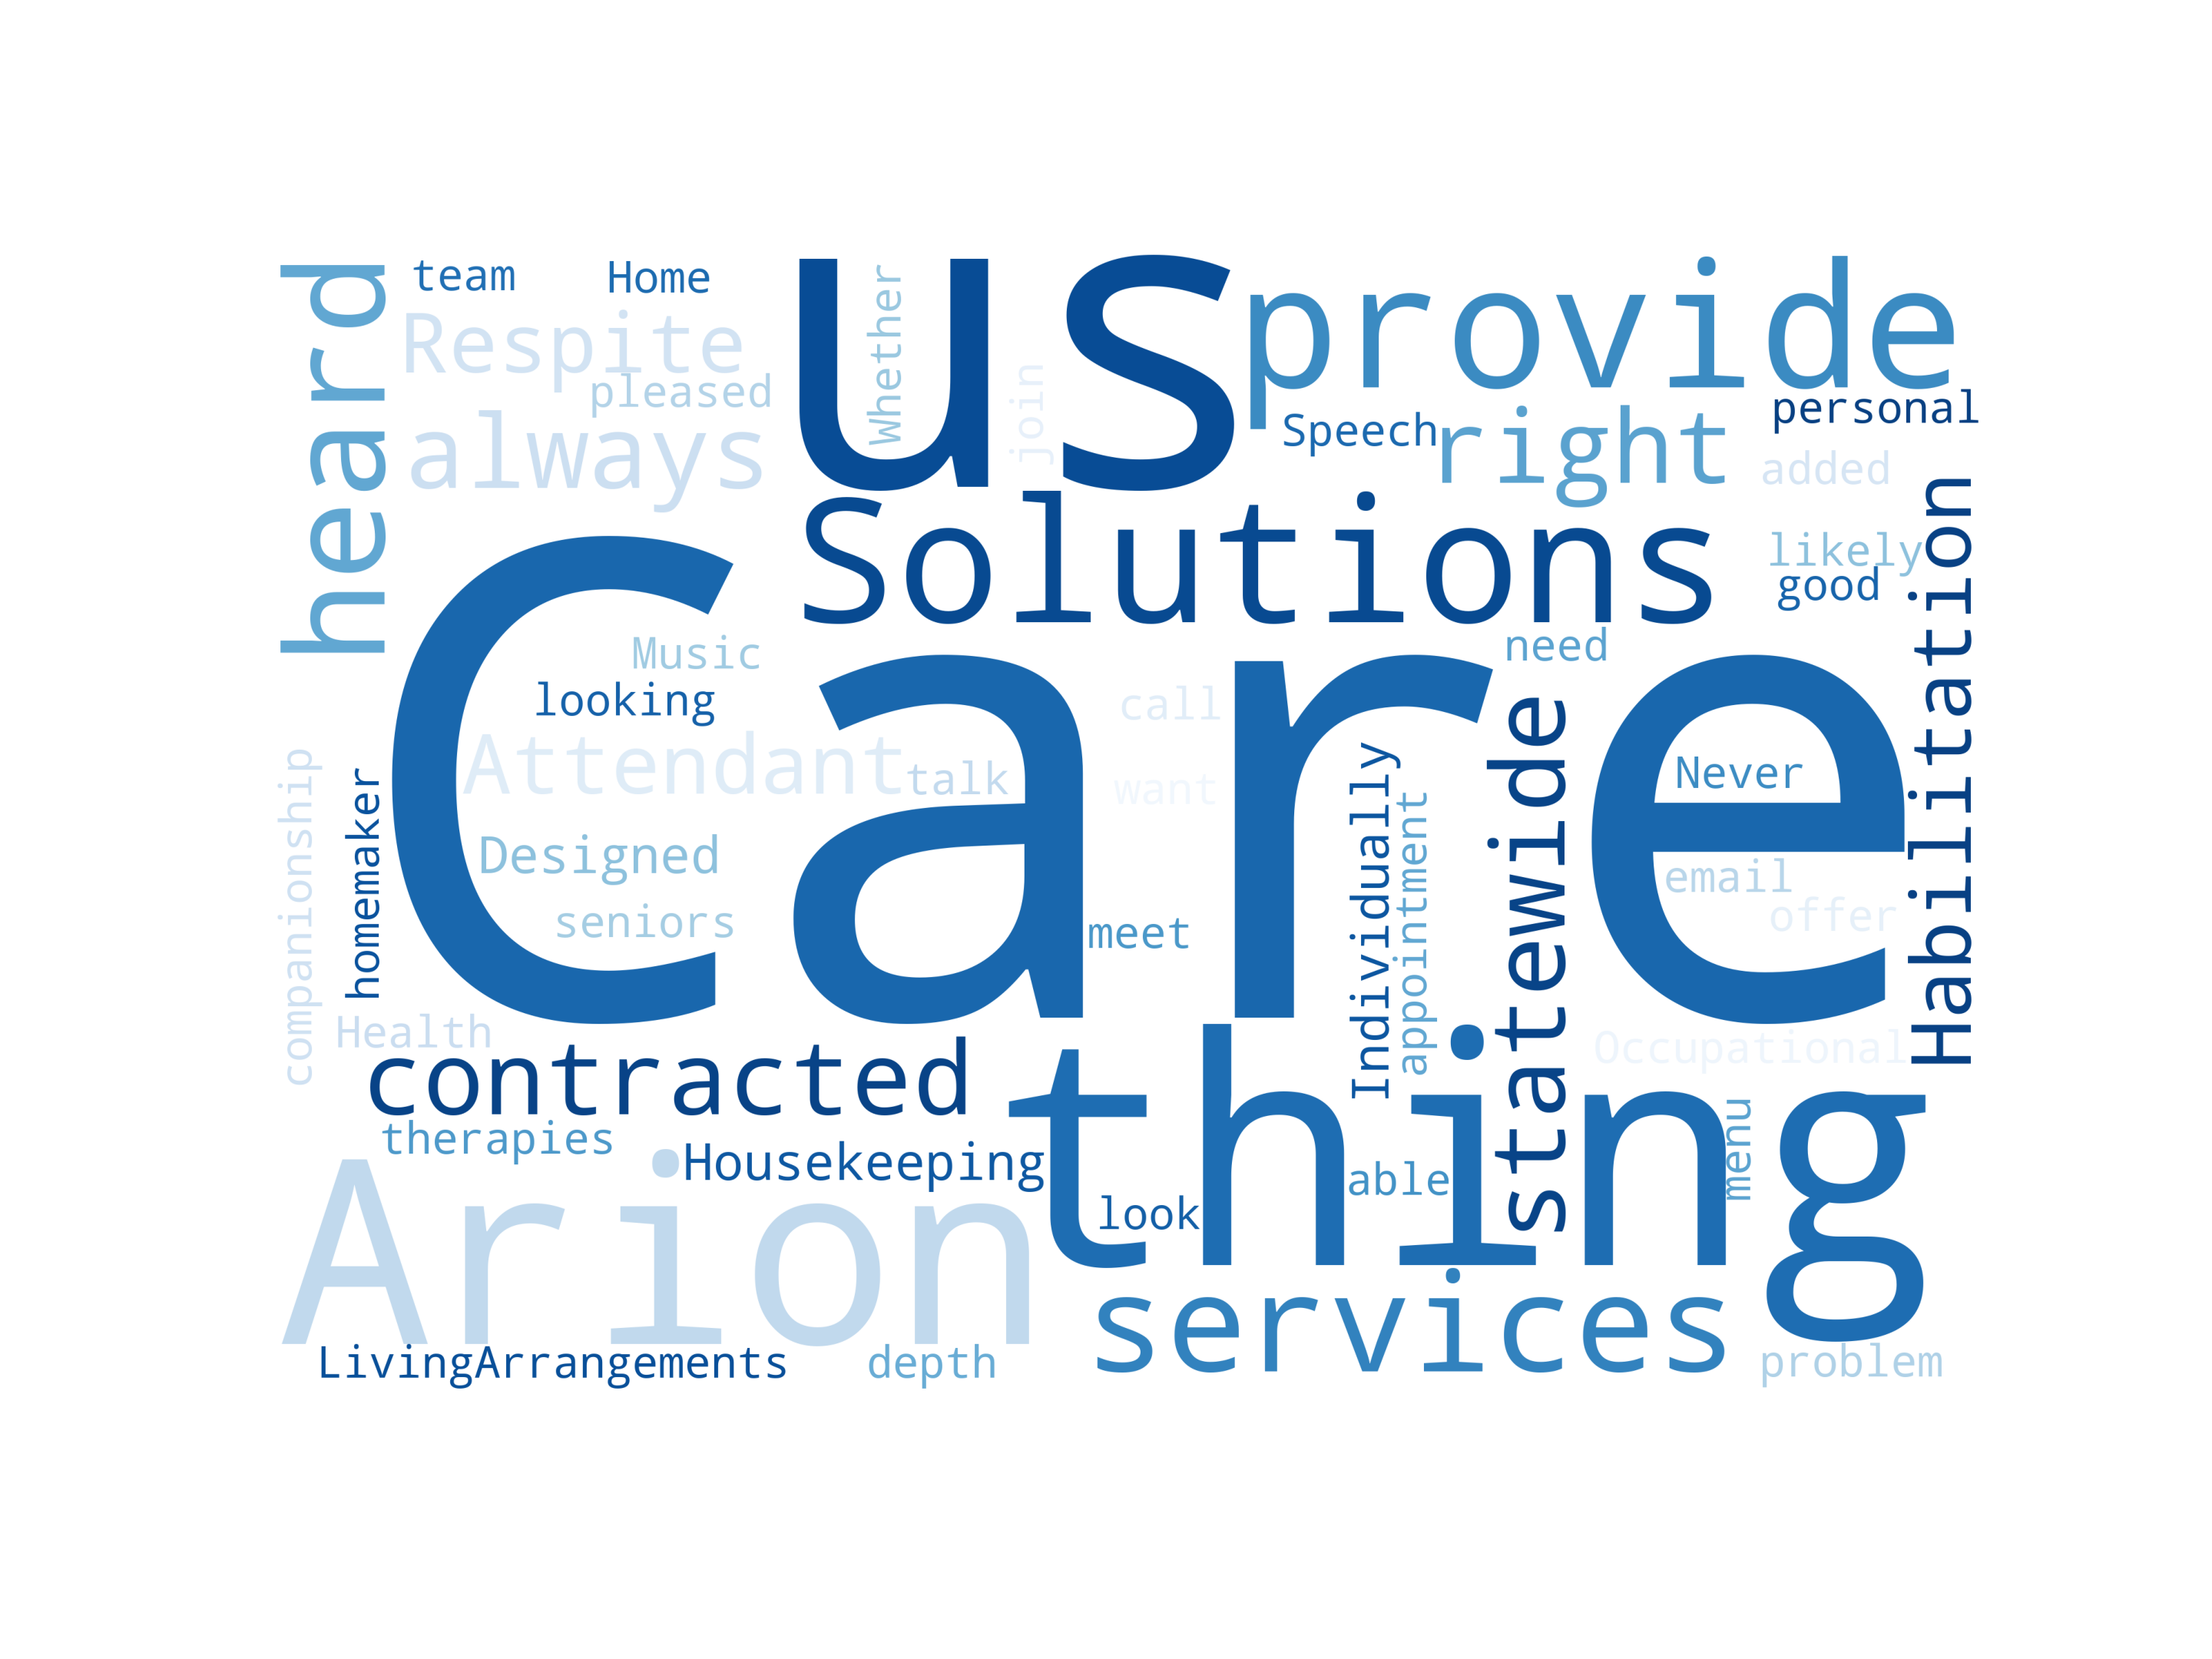 heard
team
Home
us
Whether
provide
Respite
pleased
join
personal
always
Speech
right
added
Solutions
Habilitation
likely
good
Care
Music
need
looking
call
statewide
Attendant
talk
want
Never
Individually
appointment
companionship
homemaker
Designed
email
seniors
meet
offer
Health
Occupational
contracted
thing
menu
therapies
Housekeeping
able
Arion
look
services
LivingArrangements
depth
problem